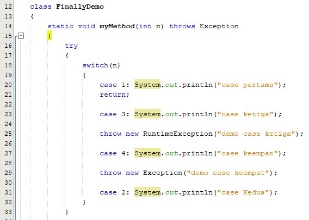 12 class FinallyDemo
13 {
14 static void myMethod(int n) throws Exception
15 {
16 try
17 {
18 switch(n)
19 {
20 case 1: System.out.println("case pertama");
21 return;
22
23 case 3: System.out.println("case ketiga");
24
25 throw new RuntimeException("demo case ketiga");
26
27 case 4: System.out.println("case keempat");
28
29 throw new Exception("demo case keempat");
30
31 case 2: System.out.println("case Kedua");
32 }
33 }